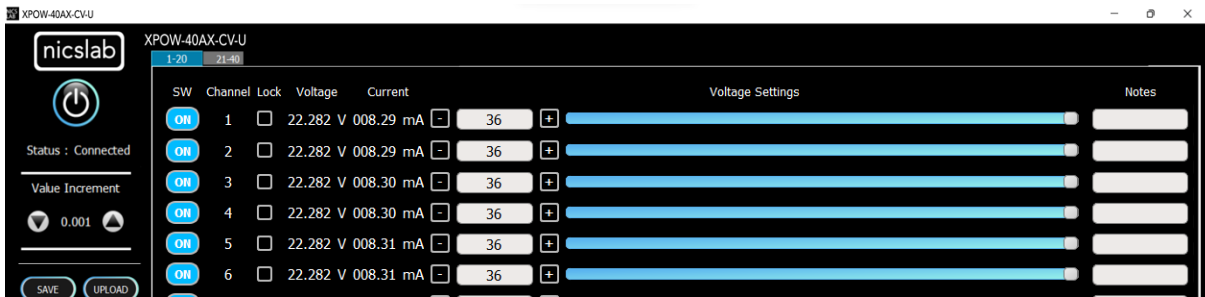 NICS LAB XPOW-40AX-CV-U
nicslab
XPOW-40AX-CV-U
1-20 21-40
SW Channel Lock Voltage Current Voltage Settings Notes
ON 1 22.282 V 008.29 mA - 36 +
Status : Connected
ON 2 22.282 V 008.29 mA - 36 +
Value Increment
ON 3 22.282 V 008.30 mA - 36 +
0.001
ON 4 22.282 V 008.30 mA - 36 +
ON 5 22.282 V 008.31 mA - 36 +
ON 6 22.282 V 008.31 mA - 36 +
SAVE UPLOAD